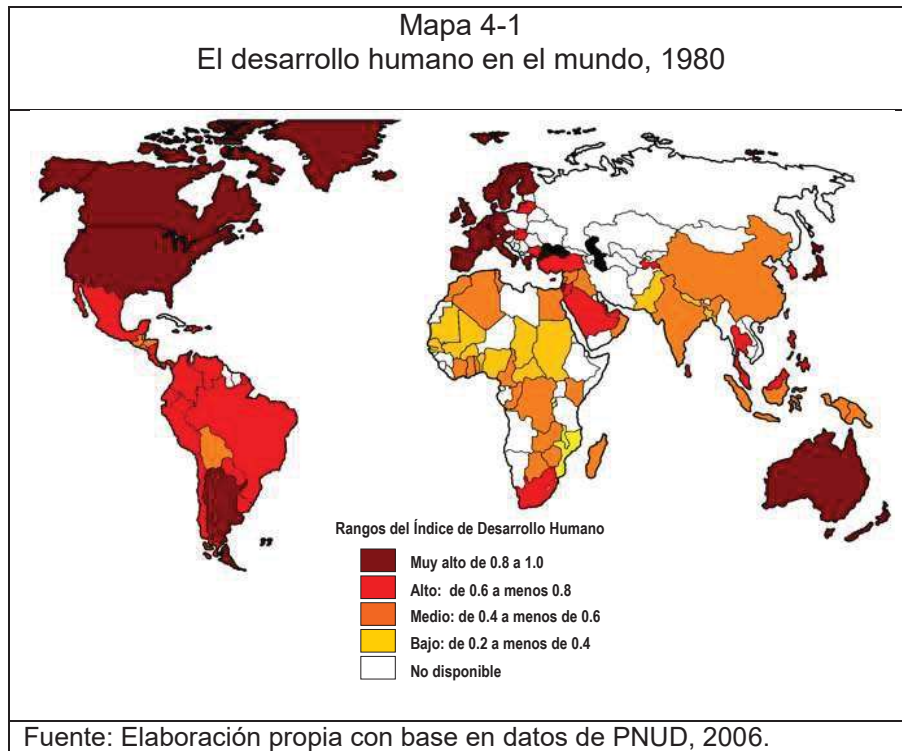 Mapa 4-1
El desarrollo humano en el mundo, 1980
Rangos del Índice de Desarrollo Humano
Muy alto de 0.8 a 1.0
Alto: de 0.6 a menos 0.8
Medio: de 0.4 a menos de 0.6
Bajo: de 0.2 a menos de 0.4
No disponible
Fuente: Elaboración propia con base en datos de PNUD, 2006.